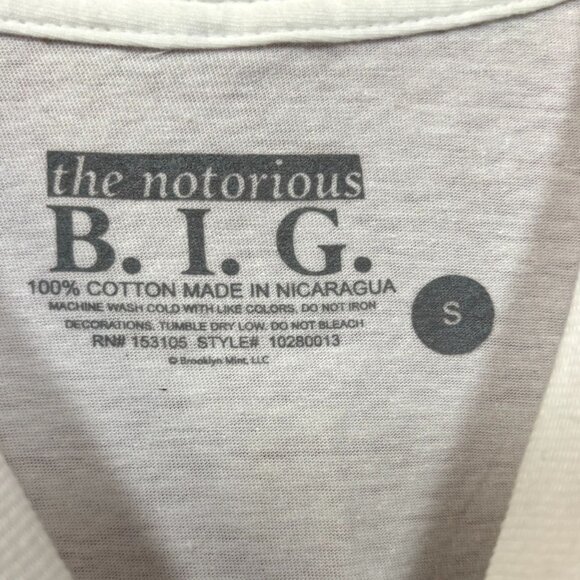 the notorious
B. I. G.
100% COTTON MADE IN NICARAGUA
MACHINE WASH COLD WITH LIKE COLORS. DO NOT IRON
DECORATIONS. TUMBLE DRY LOW. DO NOT BLEACH
RN# 153105 STYLE# 10280013
© Brooklyn Mint, LLC
S